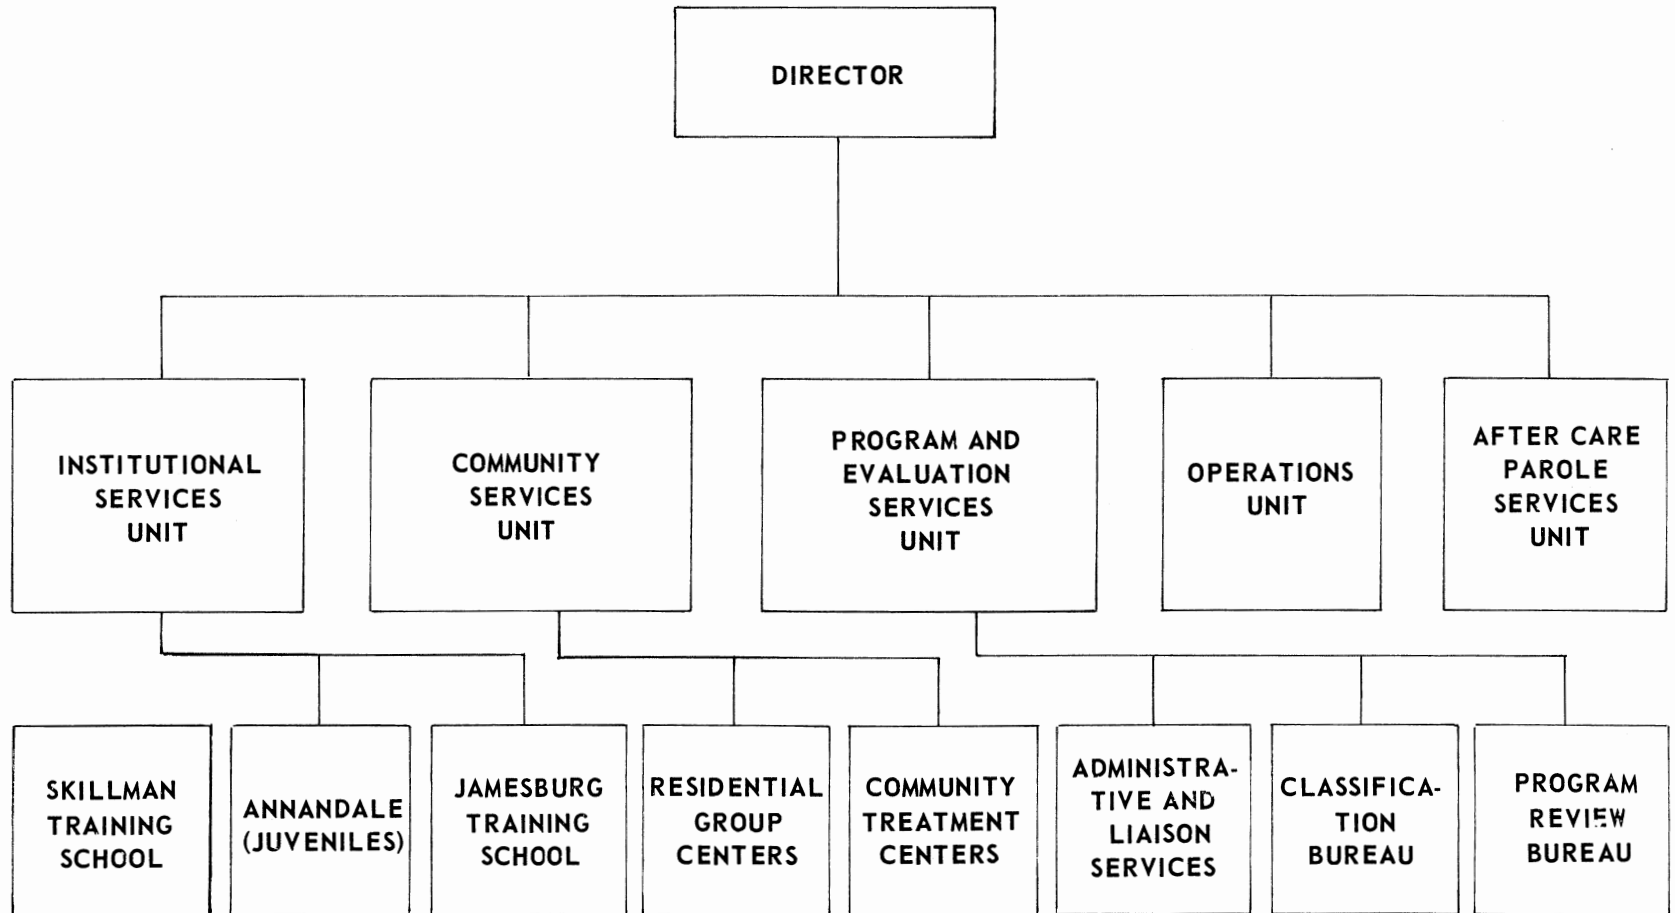 DIRECTOR
INSTITUTIONAL
SERVICES
UNIT
COMMUNITY
SERVICES
UNIT
PROGRAM AND
EVALUATION
SERVICES
UNIT
OPERATIONS
UNIT
AFTER CARE
PAROLE
SERVICES
UNIT
SKILLMAN
TRAINING
SCHOOL
ANNANDALE
(JUVENILES)
JAMESBURG
TRAINING
SCHOOL
RESIDENTIAL
GROUP
CENTERS
COMMUNITY
TREATMENT
CENTERS
ADMINISTRA-
TIVE AND
LIAISON
SERVICES
CLASSIFICA-
TION
BUREAU
PROGRAM
REVIEW
BUREAU